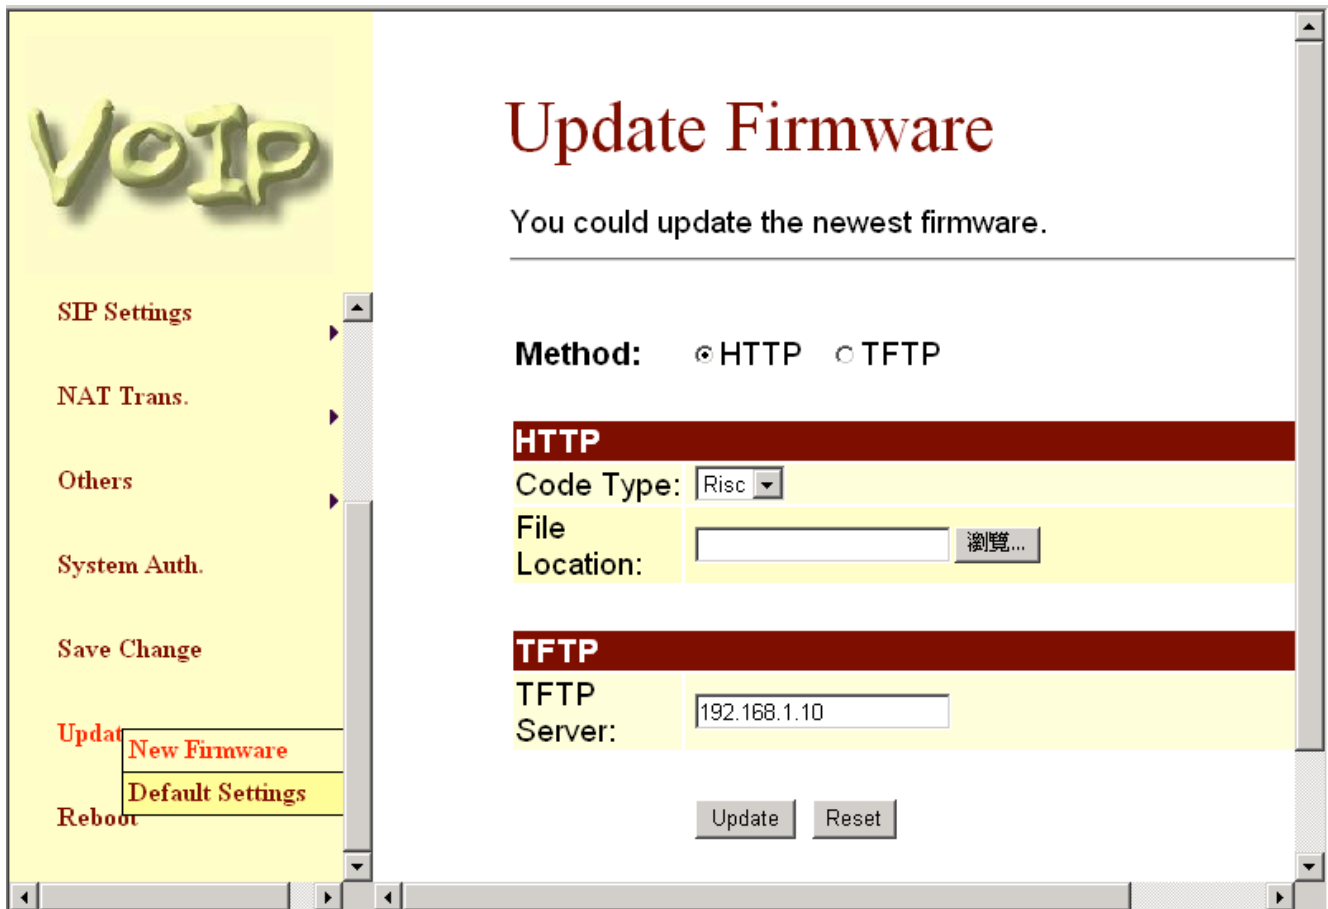 VoIP
SIP Settings
NAT Trans.
Others
System Auth.
Save Change
Updat
New Firmware
Default Settings
Reboot
Update Firmware
You could update the newest firmware.
Method: HTTP TFTP
HTTP
Code Type: Risc
File
Location: 瀏覽...
TFTP
TFTP
Server: 192.168.1.10
Update Reset